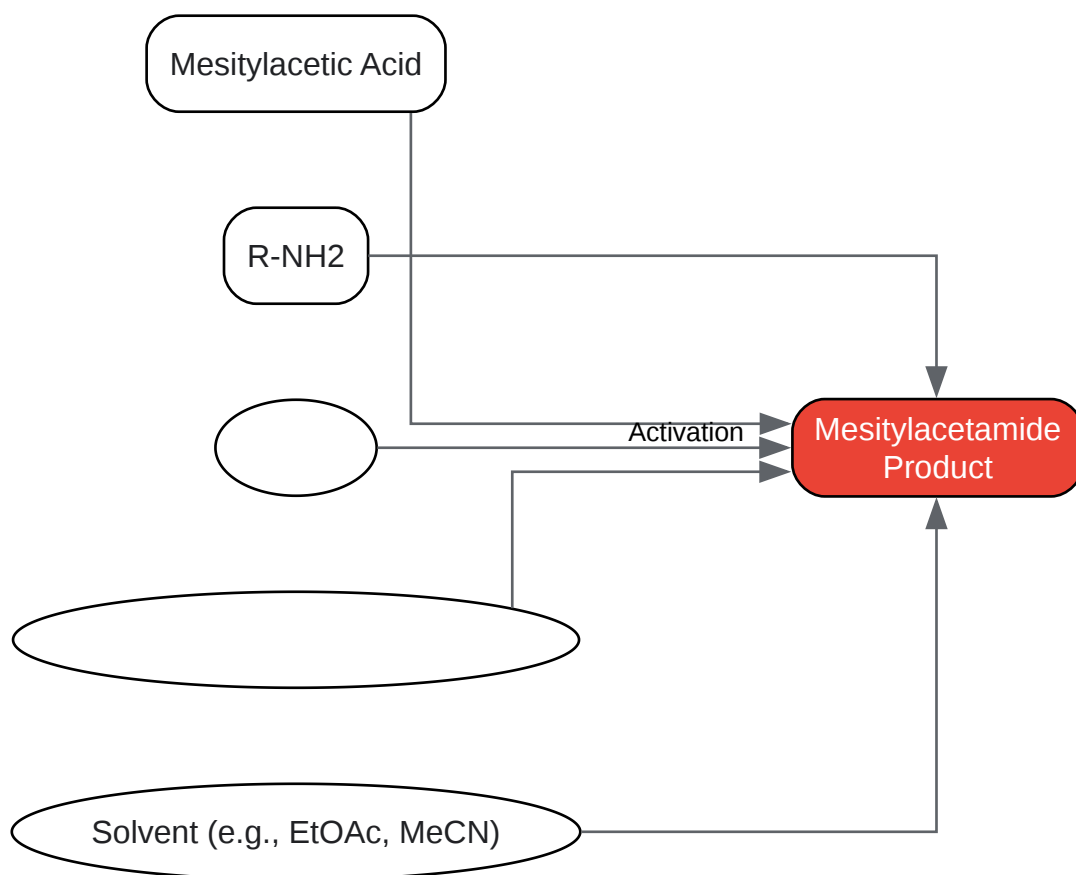 Mesitylacetic Acid
R-NH2
Activation
Mesitylacetamide
Product
Solvent (e.g., EtOAc, MeCN)